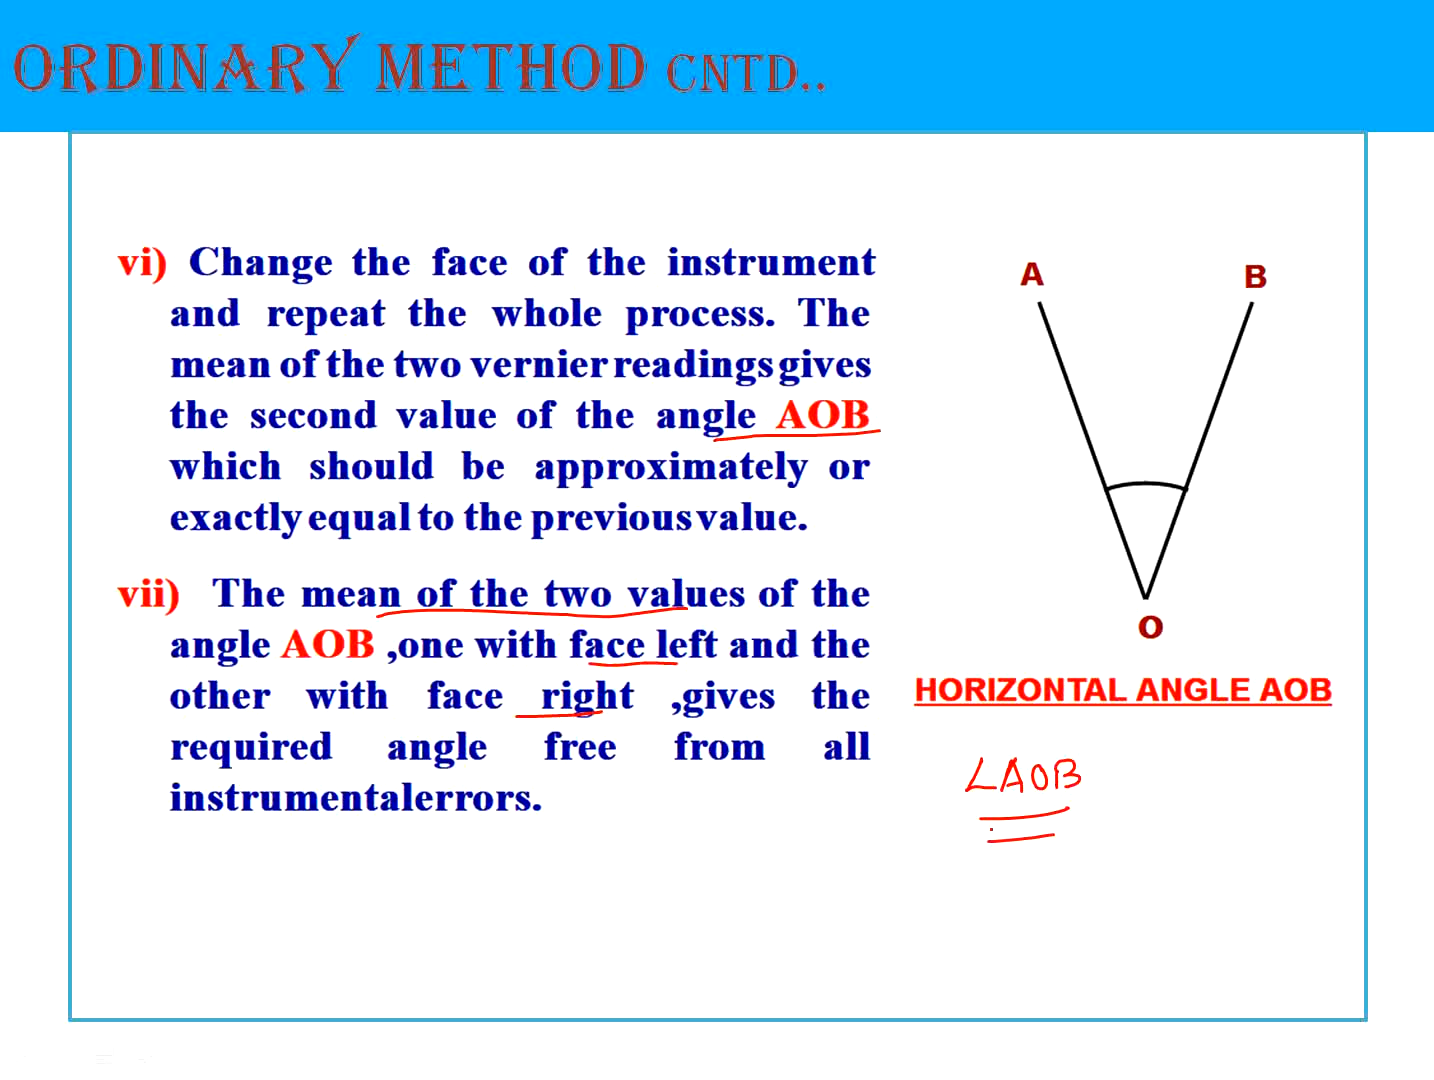 ORDINARY METHOD CNTD..
vi) Change the face of the instrument
and repeat the whole process. The
mean of the two vernier readings gives
the second value of the angle AOB
which should be approximately or
exactly equal to the previous value.
vii) The mean of the two values of the
angle AOB ,one with face left and the
other with face right ,gives the
required angle free from all
instrumental errors.
A
B
O
HORIZONTAL ANGLE AOB
∠AOB